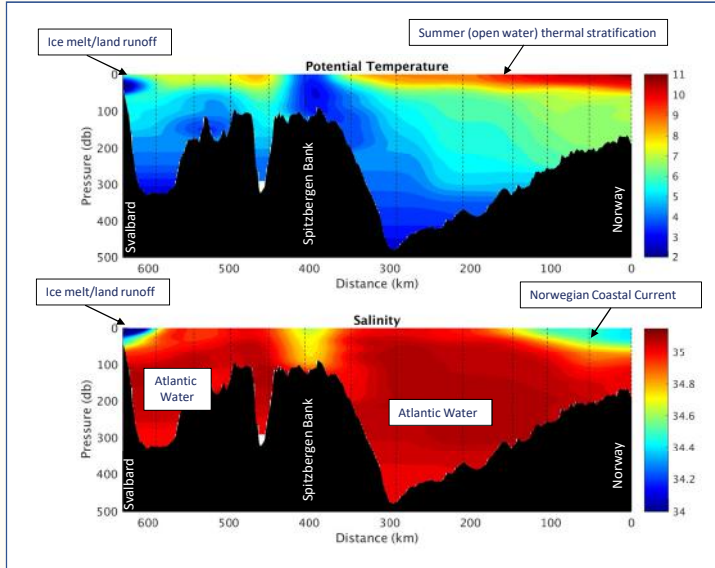 Ice melt/land runoff
Summer (open water) thermal stratification
Potential Temperature
0
100
200
300
400
500
Pressure (db)
Svalbard
Spitzbergen Bank
Norway
600
500
400
300
200
100
0
Distance (km)
11
10
9
8
7
6
5
4
3
2
Ice melt/land runoff
Norwegian Coastal Current
Salinity
0
100
200
300
400
500
Pressure (db)
Atlantic
Water
Atlantic Water
Svalbard
Spitzbergen Bank
Norway
600
500
400
300
200
100
0
Distance (km)
35
34.8
34.6
34.4
34.2
34